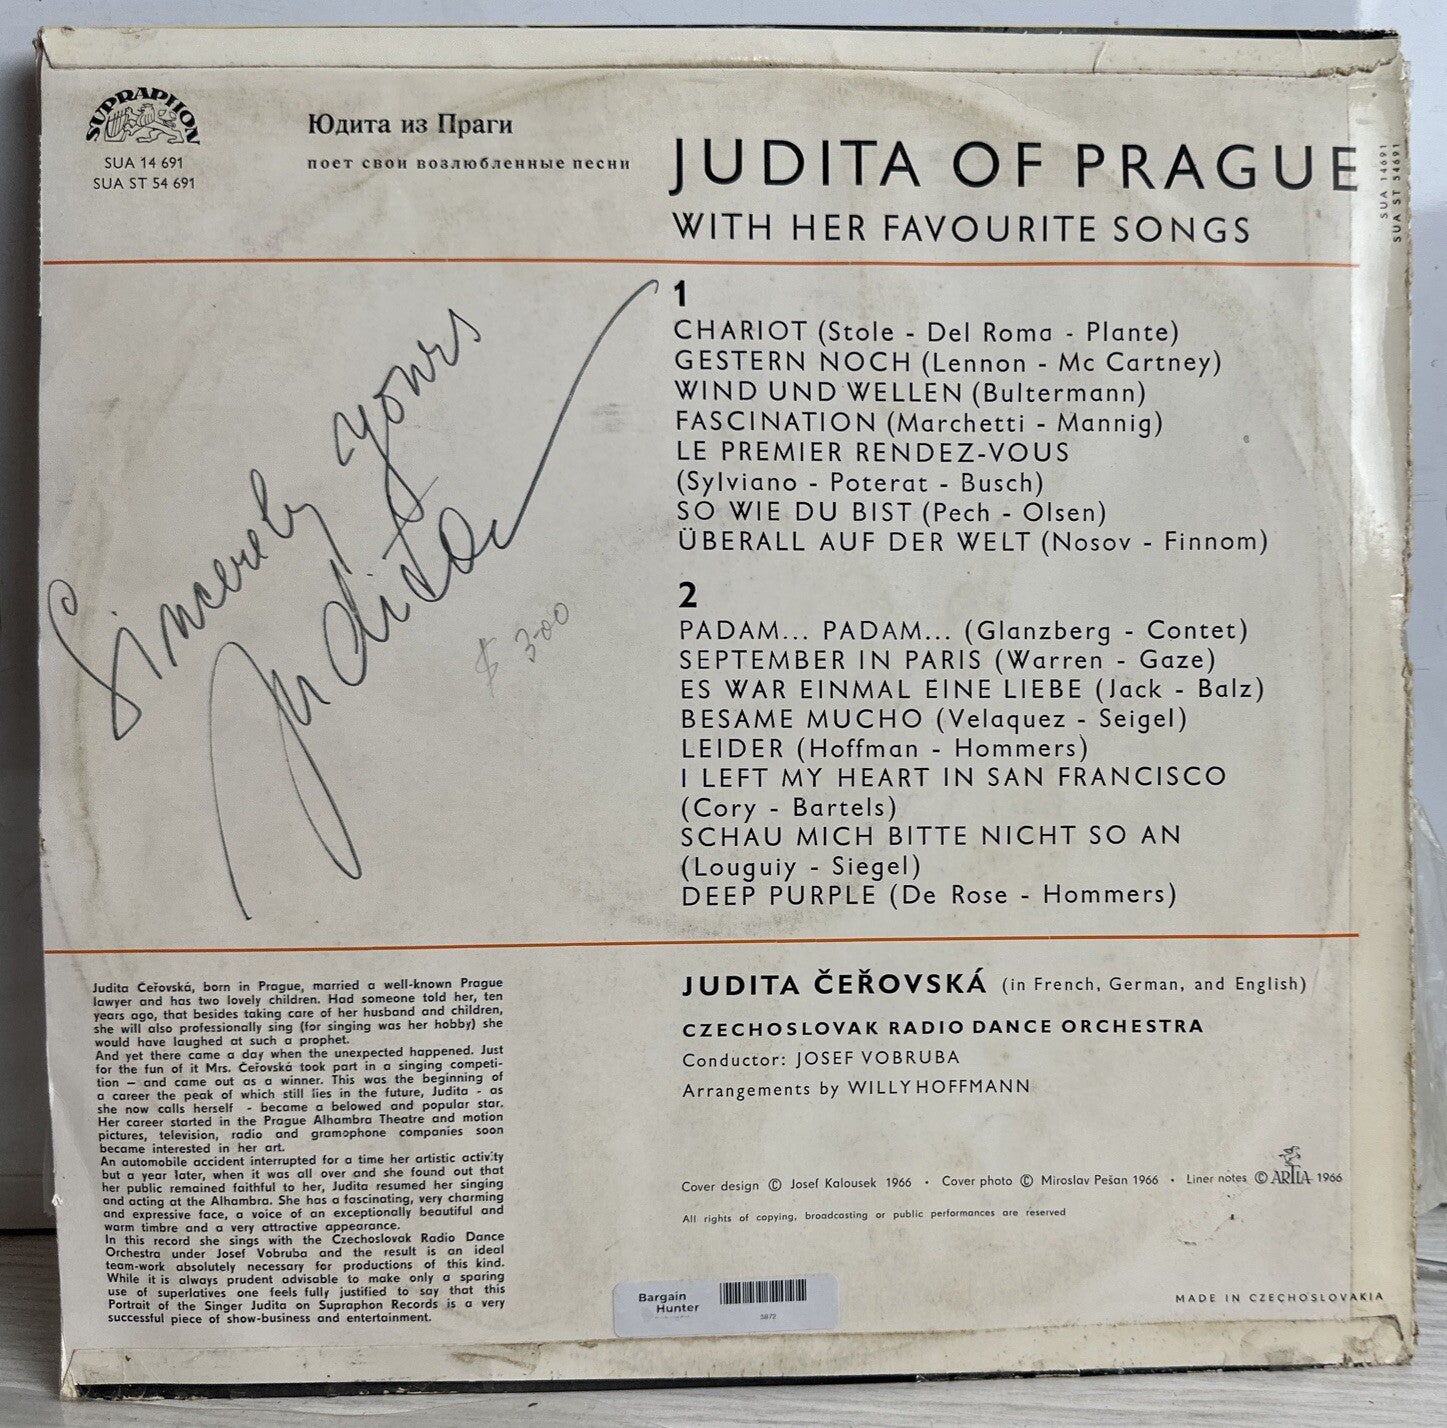 SUPRAPHON
SUA 14 691
SUA ST 54 691
Юдита из Праги
поет свои возлюбленные песни
JUDITA OF PRAGUE
WITH HER FAVOURITE SONGS
SUA 14691
SUA ST 54691
Sincerely yours
Judita
$ 3.00
1
CHARIOT (Stole - Del Roma - Plante)
GESTERN NOCH (Lennon - Mc Cartney)
WIND UND WELLEN (Bultermann)
FASCINATION (Marchetti - Mannig)
LE PREMIER RENDEZ-VOUS
(Sylviano - Poterat - Busch)
SO WIE DU BIST (Pech - Olsen)
ÜBERALL AUF DER WELT (Nosov - Finnom)
2
PADAM... PADAM... (Glanzberg - Contet)
SEPTEMBER IN PARIS (Warren - Gaze)
ES WAR EINMAL EINE LIEBE (Jack - Balz)
BESAME MUCHO (Velaquez - Seigel)
LEIDER (Hoffman - Hommers)
I LEFT MY HEART IN SAN FRANCISCO
(Cory - Bartels)
SCHAU MICH BITTE NICHT SO AN
(Louguiy - Siegel)
DEEP PURPLE (De Rose - Hommers)
Judita Čeřovská, born in Prague, married a well-known Prague
lawyer and has two lovely children. Had someone told her, ten
years ago, that besides taking care of her husband and children,
she will also professionally sing (for singing was her hobby) she
would have laughed at such a prophet.
And yet there came a day when the unexpected happened. Just
for the fun of it Mrs. Čeřovská took part in a singing competi-
tion — and came out as a winner. This was the beginning of
a career the peak of which still lies in the future, Judita - as
she now calls herself - became a belowed and popular star.
Her career started in the Prague Alhambra Theatre and motion
pictures, television, radio and gramophone companies soon
became interested in her art.
An automobile accident interrupted for a time her artistic activity
but a year later, when it was all over and she found out that
her public remained faithful to her, Judita resumed her singing
and acting at the Alhambra. She has a fascinating, very charming
and expressive face, a voice of an exceptionally beautiful and
warm timbre and a very attractive appearance.
In this record she sings with the Czechoslovak Radio Dance
Orchestra under Josef Vobruba and the result is an ideal
team-work absolutely necessary for productions of this kind.
While it is always prudent advisable to make only a sparing
use of superlatives one feels fully justified to say that this
Portrait of the Singer Judita on Supraphon Records is a very
successful piece of show-business and entertainment.
JUDITA ČEŘOVSKÁ (in French, German, and English)
CZECHOSLOVAK RADIO DANCE ORCHESTRA
Conductor: JOSEF VOBRUBA
Arrangements by WILLY HOFFMANN
Cover design © Josef Kalousek 1966 • Cover photo © Miroslav Pešan 1966 • Liner notes © ARTIA 1966
All rights of copying, broadcasting or public performances are reserved
Bargain
Hunter
5872
MADE IN CZECHOSLOVAKIA